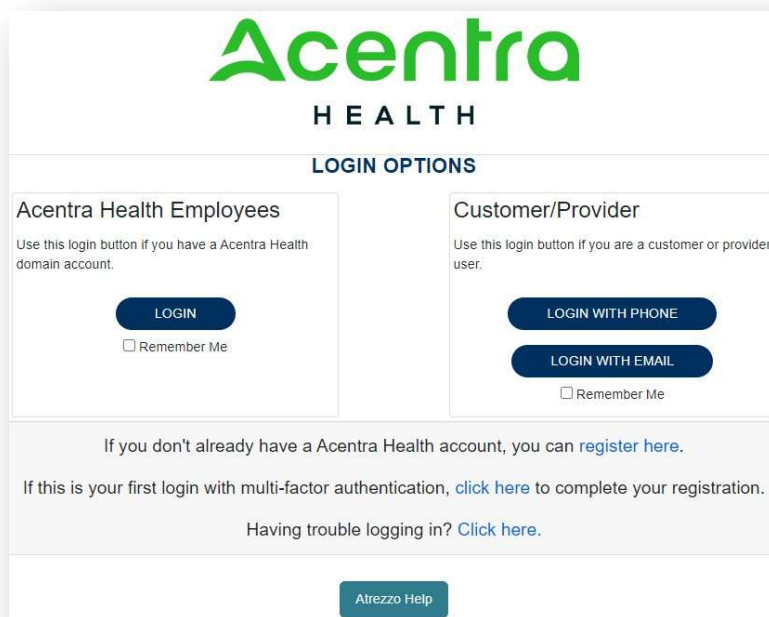 Acentra
HEALTH
LOGIN OPTIONS
Acentra Health Employees
Use this login button if you have a Acentra Health
domain account.
LOGIN
Remember Me
Customer/Provider
Use this login button if you are a customer or provider
user.
LOGIN WITH PHONE
LOGIN WITH EMAIL
Remember Me
If you don't already have a Acentra Health account, you can register here.
If this is your first login with multi-factor authentication, click here to complete your registration.
Having trouble logging in? Click here.
Atrezzo Help